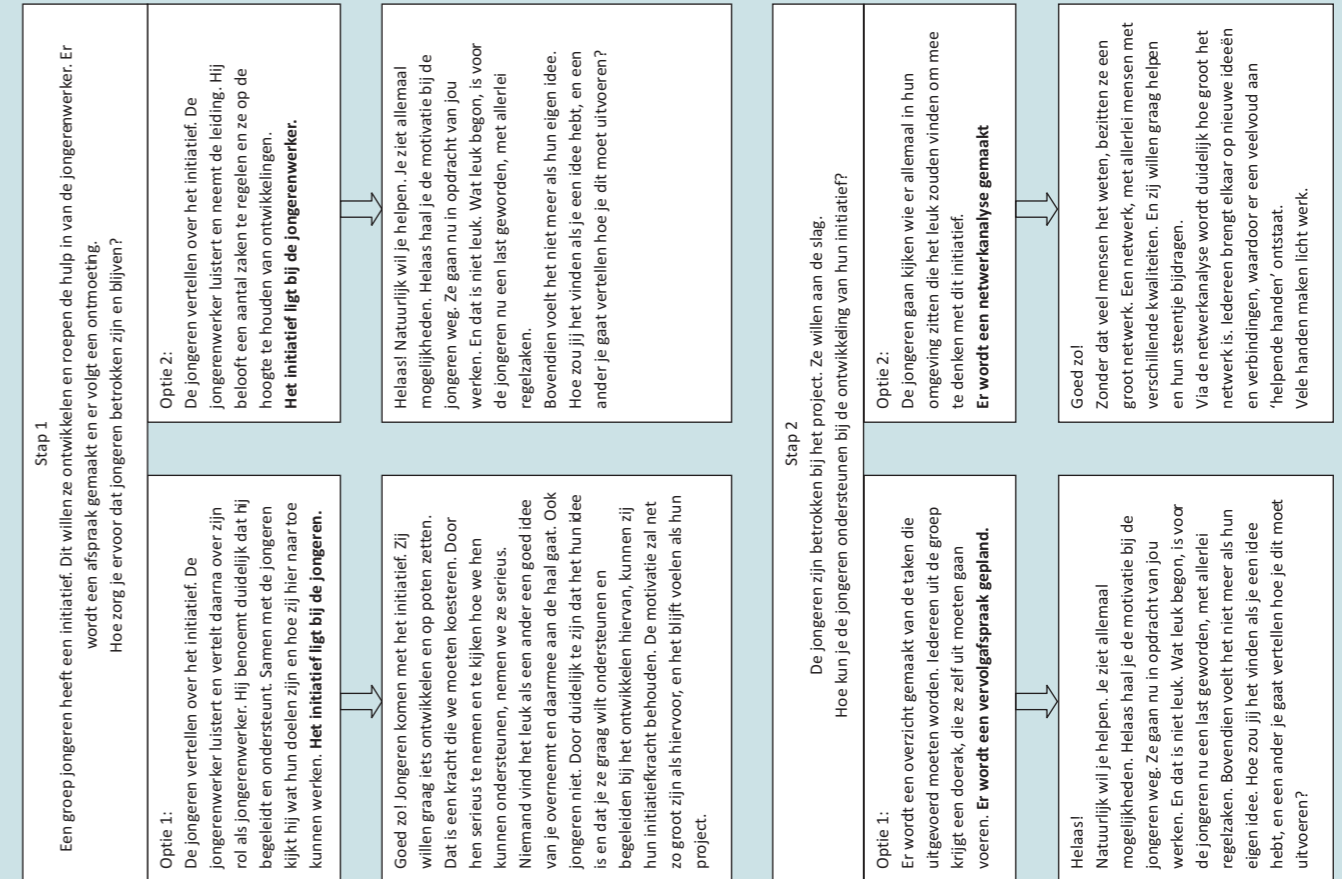 Stap 1
Een groep jongeren heeft een initiatief. Dit willen ze ontwikkelen en roepen de hulp in van de jongerenwerker. Er
wordt een afspraak gemaakt en er volgt een ontmoeting.
Hoe zorg je ervoor dat jongeren betrokken zijn en blijven?
Optie 1:
De jongeren vertellen over het initiatief. De
jongerenwerker luistert en vertelt daarna over zijn
rol als jongerenwerker. Hij benoemt duidelijk dat hij
begeleidt en ondersteunt. Samen met de jongeren
kijkt hij wat hun doelen zijn en hoe zij hier naar toe
kunnen werken. Het initiatief ligt bij de jongeren.
Goed zo! Jongeren komen met het initiatief. Zij
willen graag iets ontwikkelen en op poten zetten.
Dat is een kracht die we moeten koesteren. Door
hen serieus te nemen en te kijken hoe we hen
kunnen ondersteunen, nemen we ze serieus.
Niemand vind het leuk als een ander een goed idee
van je overneemt en daarmee aan de haal gaat. Ook
jongeren niet. Door duidelijk te zijn dat het hun idee
is en dat je ze graag wilt ondersteunen en
begeleiden bij het ontwikkelen hiervan, kunnen zij
hun initiatiefkracht behouden. De motivatie zal net
zo groot zijn als hiervoor, en het blijft voelen als hun
project.
Optie 2:
De jongeren vertellen over het initiatief. De
jongerenwerker luistert en neemt de leiding. Hij
belooft een aantal zaken te regelen en ze op de
hoogte te houden van ontwikkelingen.
Het initiatief ligt bij de jongerenwerker.
Helaas! Natuurlijk wil je helpen. Je ziet allemaal
mogelijkheden. Helaas haal je de motivatie bij de
jongeren weg. Ze gaan nu in opdracht van jou
werken. En dat is niet leuk. Wat leuk begon, is voor
de jongeren nu een last geworden, met allerlei
regelzaken.
Bovendien voelt het niet meer als hun eigen idee.
Hoe zou jij het vinden als je een idee hebt, en een
ander je gaat vertellen hoe je dit moet uitvoeren?
Stap 2
De jongeren zijn betrokken bij het project. Ze willen aan de slag.
Hoe kun je de jongeren ondersteunen bij de ontwikkeling van hun initiatief?
Optie 1:
Er wordt een overzicht gemaakt van de taken die
uitgevoerd moeten worden. Iedereen uit de groep
krijgt een doetaak, die ze zelf uit moeten gaan
voeren. Er wordt een vervolgafspraak gepland.
Helaas!
Natuurlijk wil je helpen. Je ziet allemaal
mogelijkheden. Helaas haal je de motivatie bij de
jongeren weg. Ze gaan nu in opdracht van jou
werken. En dat is niet leuk. Wat leuk begon, is voor
de jongeren nu een last geworden, met allerlei
regelzaken. Bovendien voelt het niet meer als hun
eigen idee. Hoe zou jij het vinden als je een idee
hebt, en een ander je gaat vertellen hoe je dit moet
uitvoeren?
Optie 2:
De jongeren gaan kijken wie er allemaal in hun
omgeving zitten die het leuk zouden vinden om mee
te denken met dit initiatief.
Er wordt een netwerkanalyse gemaakt
Goed zo!
Zonder dat veel mensen het weten, bezitten ze een
groot netwerk. Een netwerk, met allerlei mensen met
verschillende kwaliteiten. En zij willen graag helpen
en hun steentje bijdragen.
Via de netwerkanalyse wordt duidelijk hoe groot het
netwerk is. Iedereen brengt elkaar op nieuwe ideeën
en verbindingen, waardoor er een veelvoud aan
‘helpende handen’ ontstaat.
Vele handen maken licht werk.